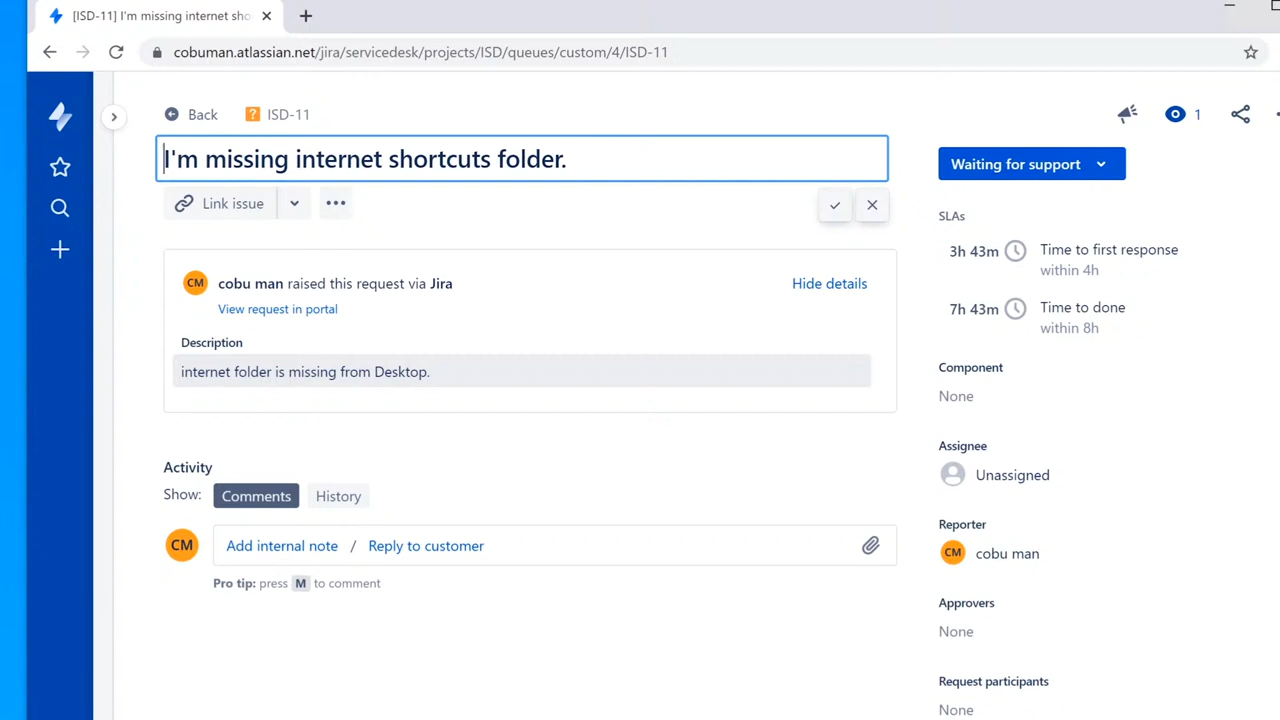 [ISD-11] I'm missing internet sho
cobuman.atlassian.net/jira/servicedesk/projects/ISD/queues/custom/4/ISD-11
Back
ISD-11
1
I'm missing internet shortcuts folder.
Waiting for support
Link issue
SLAs
3h 43m Time to first response
within 4h
CM cobu man raised this request via Jira
Hide details
View request in portal
7h 43m Time to done
within 8h
Description
internet folder is missing from Desktop.
Component
None
Assignee
Unassigned
Activity
Show: Comments History
Reporter
CM cobu man
CM Add internal note / Reply to customer
Pro tip: press M to comment
Approvers
None
Request participants
None